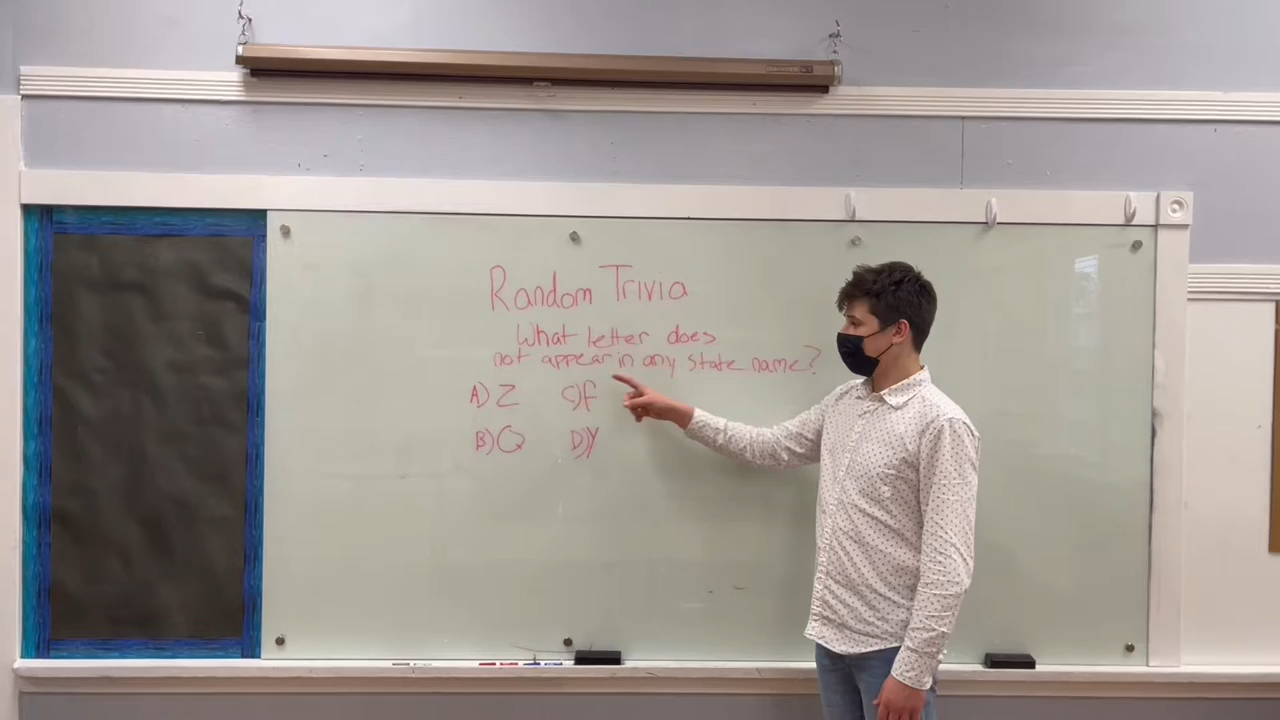 Random Trivia
What letter does
not appear in any state name?
A) Z C) F
B) Q D) Y